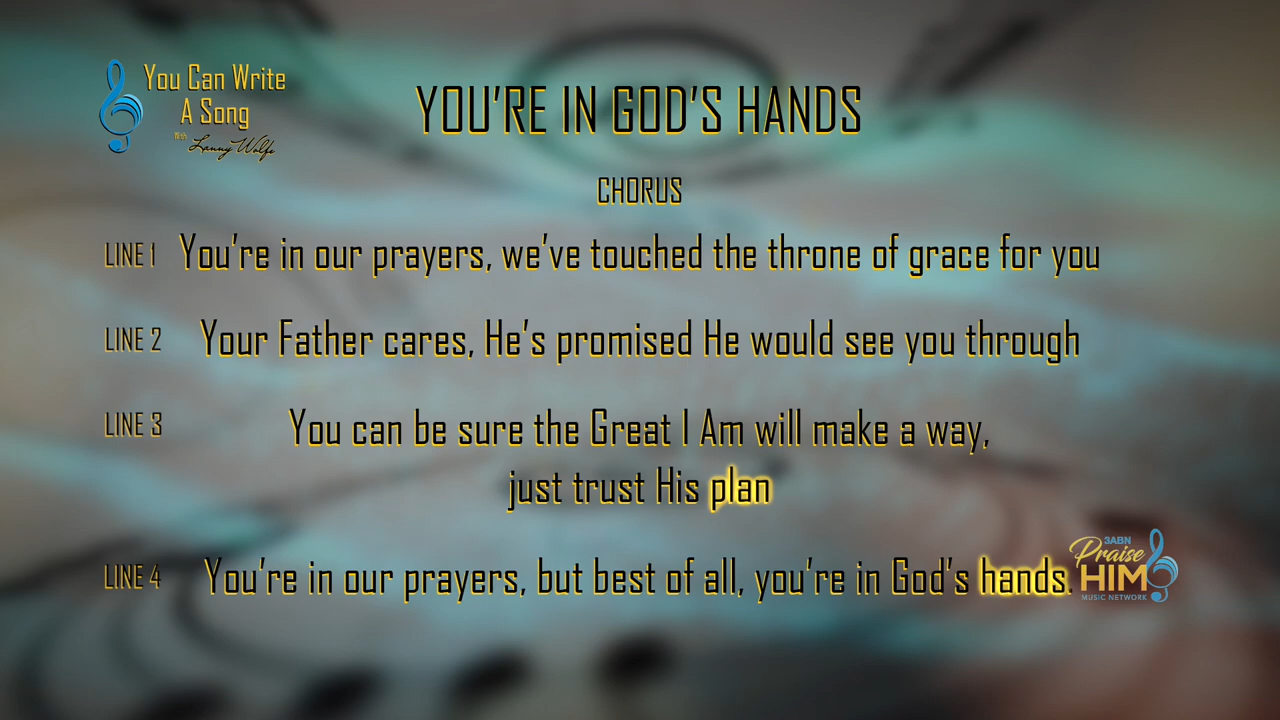 You Can Write
A Song
With Lanny Wolfe
YOU'RE IN GOD'S HANDS
CHORUS
LINE 1 You're in our prayers, we've touched the throne of grace for you
LINE 2 Your Father cares, He's promised He would see you through
LINE 3 You can be sure the Great I Am will make a way,
just trust His plan
LINE 4 You're in our prayers, but best of all, you're in God's hands.
3ABN
Praise
HIM
MUSIC NETWORK